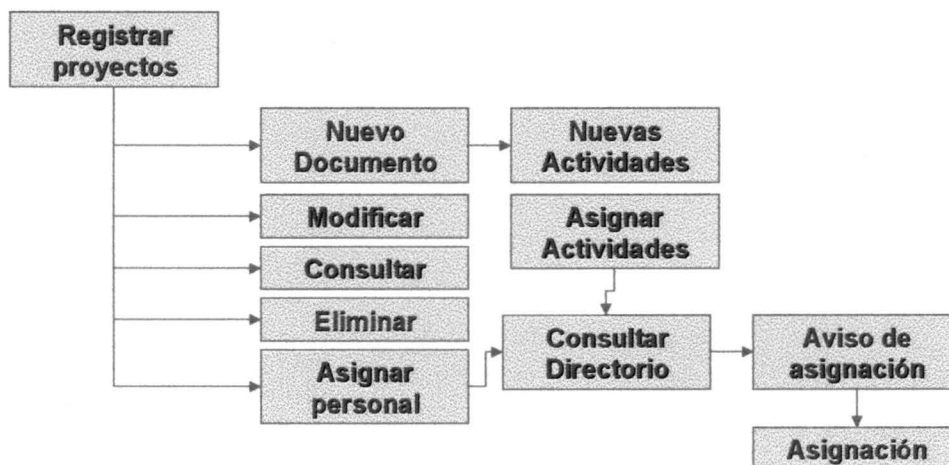 Registrar
proyectos
Nuevo
Documento
Nuevas
Actividades
Modificar
Asignar
Actividades
Consultar
Eliminar
Consultar
Directorio
Aviso de
asignación
Asignar
personal
Asignación